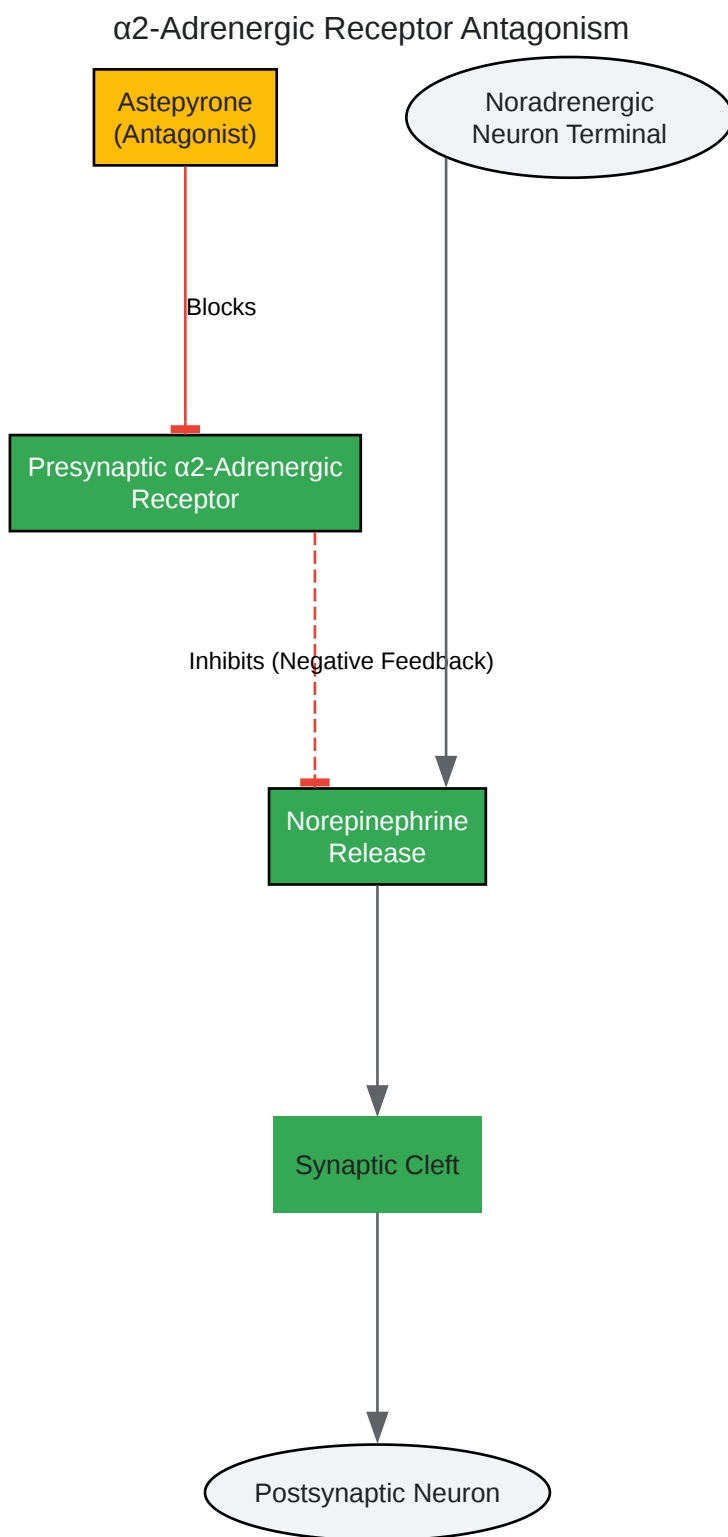 α2-Adrenergic Receptor Antagonism
Astepyrone
(Antagonist)
Noradrenergic
Neuron Terminal
Blocks
Presynaptic α2-Adrenergic
Receptor
Inhibits (Negative Feedback)
Norepinephrine
Release
Synaptic Cleft
Postsynaptic Neuron